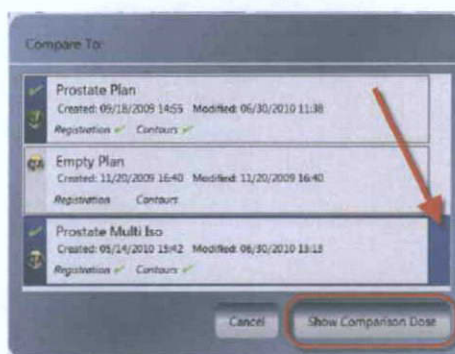 Compare To:
Prostate Plan
Created: 09/18/2009 14:55 Modified: 06/30/2010 11:38
Registration Contours
QA Empty Plan
Created: 11/20/2009 16:40 Modified: 11/20/2009 16:40
Registration Contours
Prostate Multi Iso
Created: 05/14/2010 13:42 Modified: 06/30/2010 13:13
Registration Contours
Cancel Show Comparison Dose